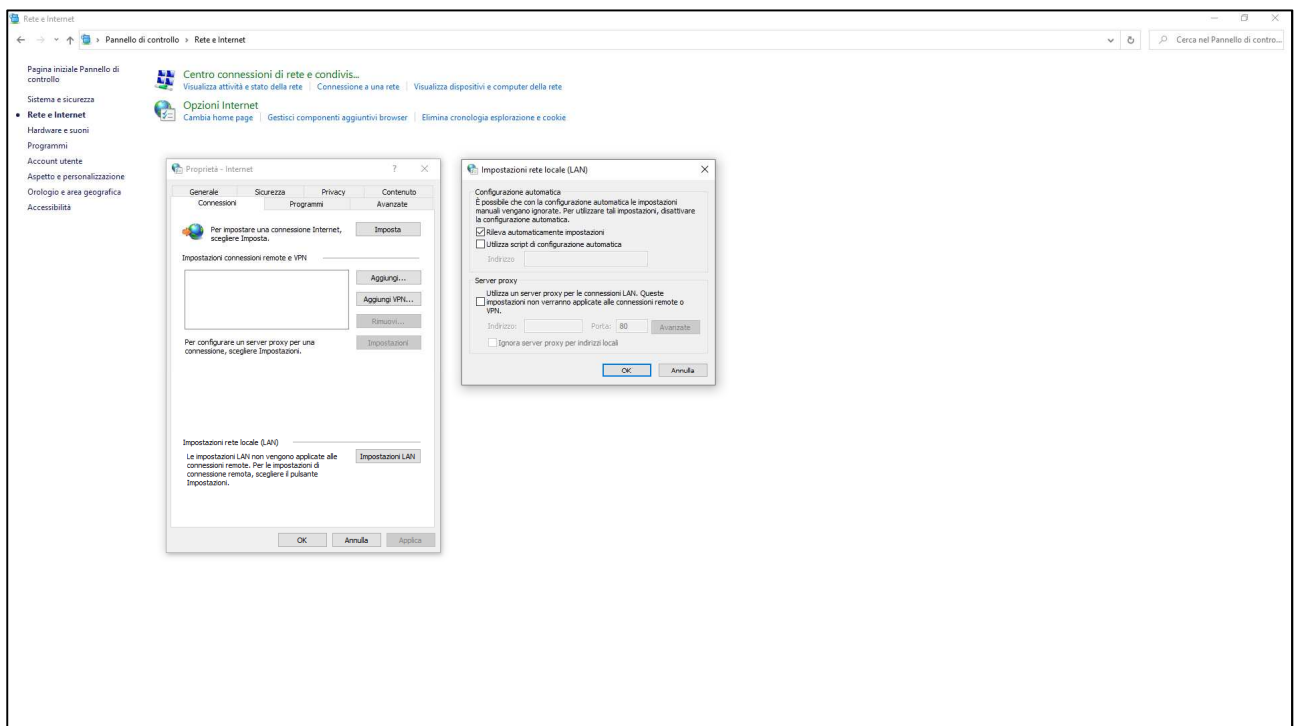 Rete e Internet
Pannello di controllo > Rete e Internet
Cerca nel Pannello di contro...
Pagina iniziale Pannello di
controllo
Sistema e sicurezza
Rete e Internet
Hardware e suoni
Programmi
Account utente
Aspetto e personalizzazione
Orologio e area geografica
Accessibilità
Centro connessioni di rete e condivis...
Visualizza attività e stato della rete | Connessione a una rete | Visualizza dispositivi e computer della rete
Opzioni Internet
Cambia home page | Gestisci componenti aggiuntivi browser | Elimina cronologia esplorazione e cookie
Proprietà - Internet
Generale Sicurezza Privacy Contenuto
Connessioni Programmi Avanzate
Per impostare una connessione Internet,
scegliere Imposta.
Imposta
Impostazioni connessioni remote e VPN
Aggiungi...
Aggiungi VPN...
Rimuovi...
Per configurare un server proxy per una
connessione, scegliere Impostazioni.
Impostazioni
Impostazioni rete locale (LAN)
Le impostazioni LAN non vengono applicate alle
connessioni remote. Per le impostazioni di
connessione remota, scegliere il pulsante
Impostazioni.
Impostazioni LAN
OK Annulla Applica
Impostazioni rete locale (LAN)
Configurazione automatica
È possibile che con la configurazione automatica le impostazioni
manuali vengano ignorate. Per utilizzare tali impostazioni, disattivare
la configurazione automatica.
Rileva automaticamente impostazioni
Utilizza script di configurazione automatica
Indirizzo
Server proxy
Utilizza un server proxy per le connessioni LAN. Queste
impostazioni non verranno applicate alle connessioni remote o
VPN.
Indirizzo: Porta: 80 Avanzate
Ignora server proxy per indirizzi locali
OK Annulla